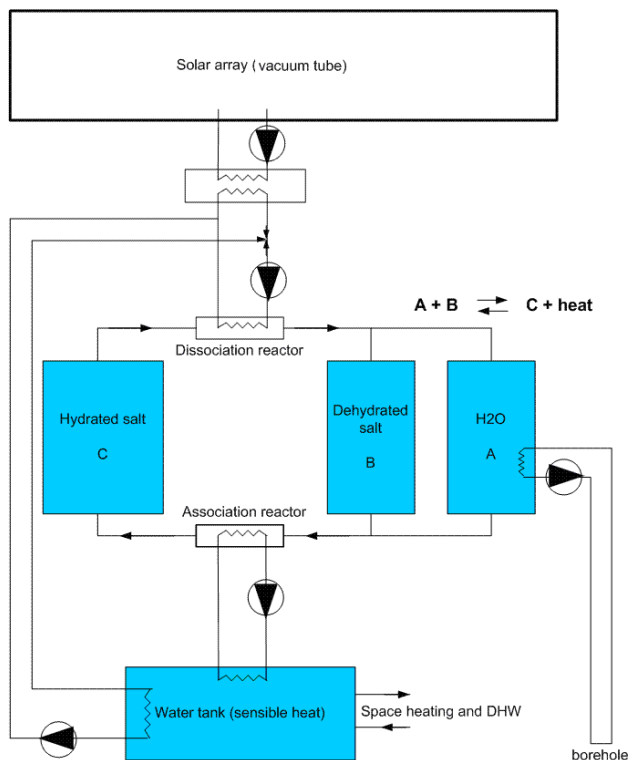 Solar array (vacuum tube)
A + B ⇄ C + heat
Dissociation reactor
Hydrated salt
C
Dehydrated
salt
B
H2O
A
Association reactor
Water tank (sensible heat)
Space heating and DHW
borehole